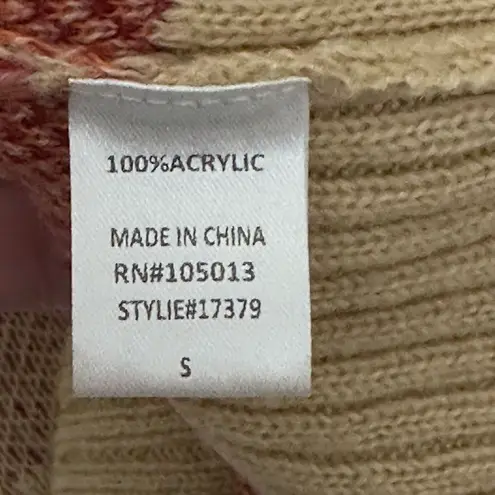 100%ACRYLIC
MADE IN CHINA
RN#105013
STYLIE#17379
S